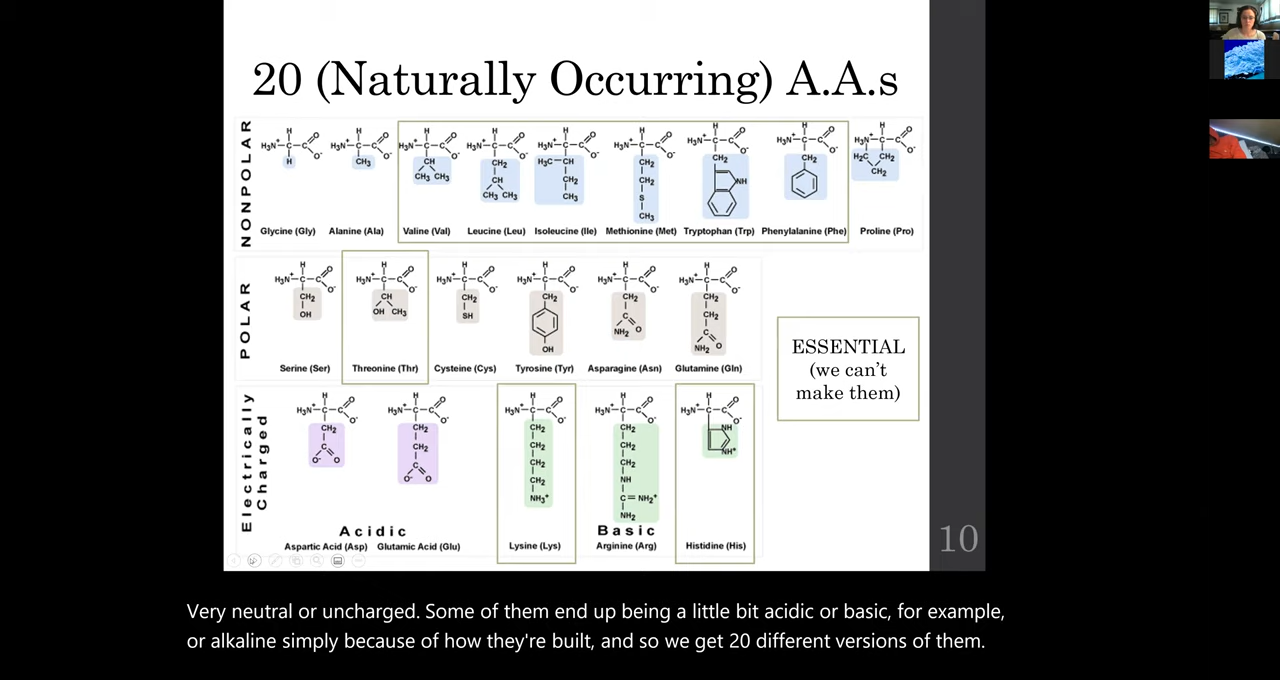 20 (Naturally Occurring) A.A.s
NONPOLAR
H H H H H H H H H
H3N+ C C O O- H3N+ C C O O- H3N+ C C O O- H3N+ C C O O- H3N+ C C O O- H3N+ C C O O- H3N+ C C O O- H3N+ C C O O- H3N+ C C O O-
H CH3 CH CH2 H3C CH CH2 CH2 CH2 H2C CH2
CH3 CH3 CH CH2 CH2 NH CH2
CH3 CH3 CH3 S
CH3
Glycine (Gly) Alanine (Ala) Valine (Val) Leucine (Leu) Isoleucine (Ile) Methionine (Met) Tryptophan (Trp) Phenylalanine (Phe) Proline (Pro)
POLAR
H H H H H H
H3N+ C C O O- H3N+ C C O O- H3N+ C C O O- H3N+ C C O O- H3N+ C C O O- H3N+ C C O O-
CH2 CH CH2 CH2 CH2 CH2
OH OH CH3 SH C CH2
NH2 O C
OH NH2 O
Serine (Ser) Threonine (Thr) Cysteine (Cys) Tyrosine (Tyr) Asparagine (Asn) Glutamine (Gln)
ESSENTIAL
(we can't
make them)
Electrically
Charged
H H H H H
H3N+ C C O O- H3N+ C C O O- H3N+ C C O O- H3N+ C C O O- H3N+ C C O O-
CH2 CH2 CH2 CH2 NH
C CH2 CH2 CH2 NH+
O- O C CH2 CH2
O- O CH2 NH
NH3+ C=NH2+
NH2
Acidic Basic
Aspartic Acid (Asp) Glutamic Acid (Glu) Lysine (Lys) Arginine (Arg) Histidine (His)
10
Very neutral or uncharged. Some of them end up being a little bit acidic or basic, for example,
or alkaline simply because of how they're built, and so we get 20 different versions of them.